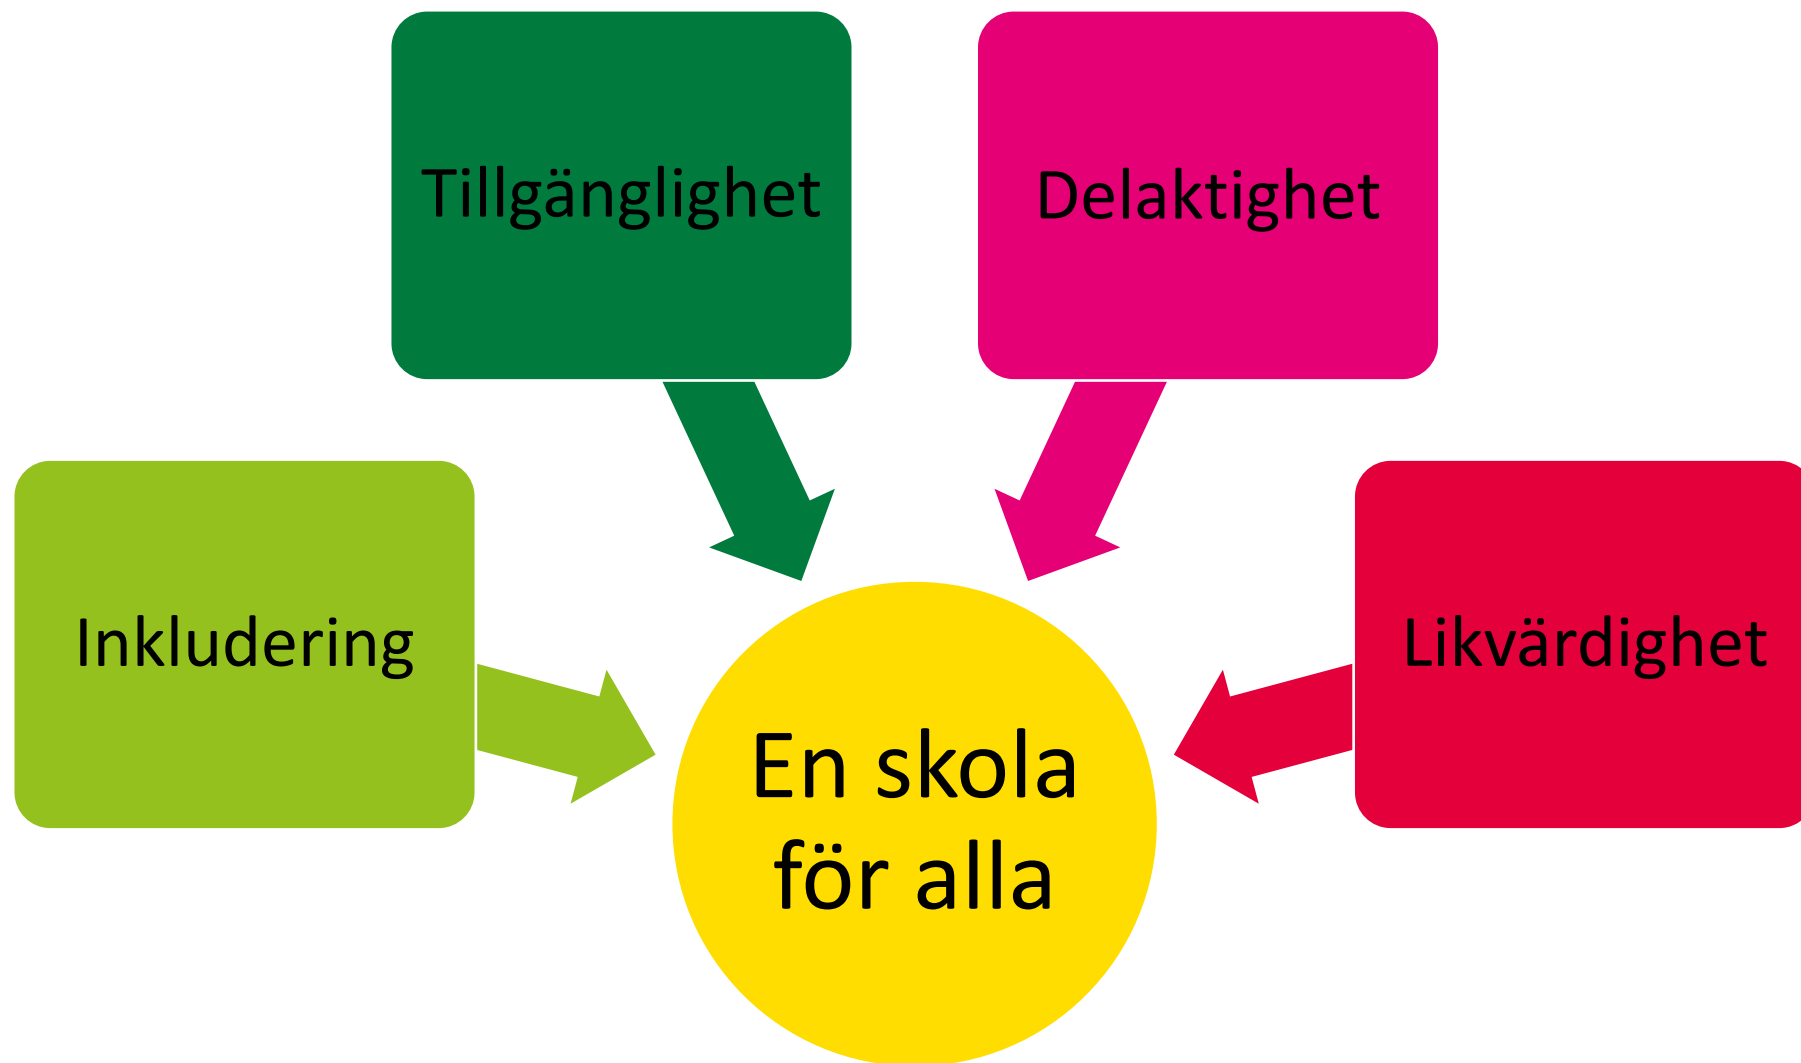 Tillgänglighet
Delaktighet
Inkludering
Likvärdighet
En skola
för alla